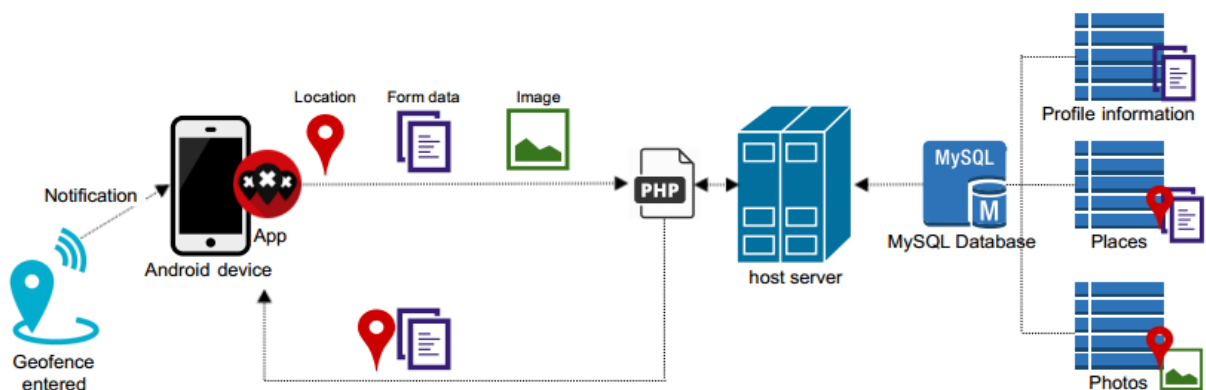 Location
Form data
Image
Profile information
Notification
App
Android device
PHP
host server
MySQL
M
MySQL Database
Places
Geofence
entered
Photos